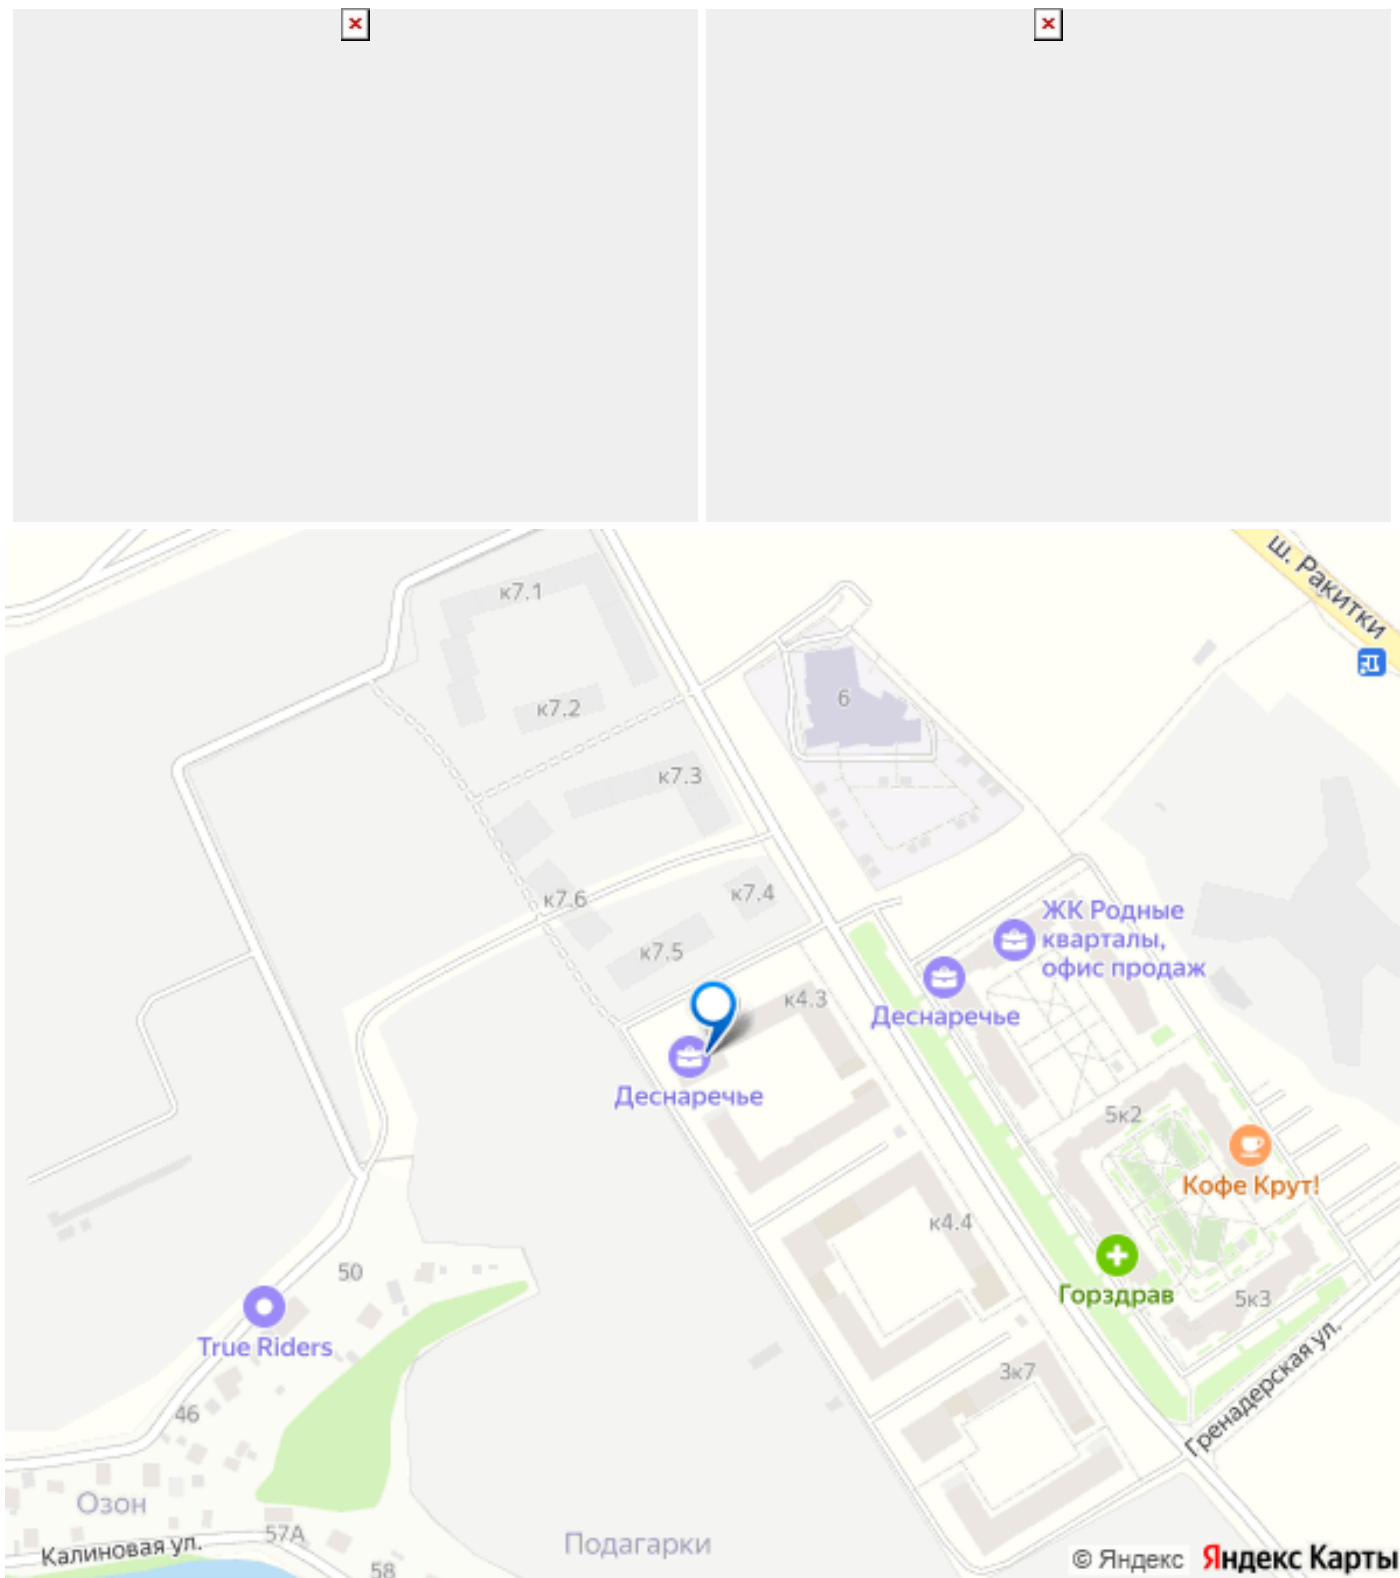 ш. Ракитки
к7.1
к7.2
6
к7.3
к7.4
к7.6
к7.5
ЖК Родные
кварталы,
офис продаж
Деснаречье
к4.3
Деснаречье
5к2
Кофе Крут!
к4.4
Горздрав
5к3
50
True Riders
Гренадерская ул.
3к7
46
Озон
57А
Калиновая ул.
Подагарки
58
© Яндекс Яндекс Карты